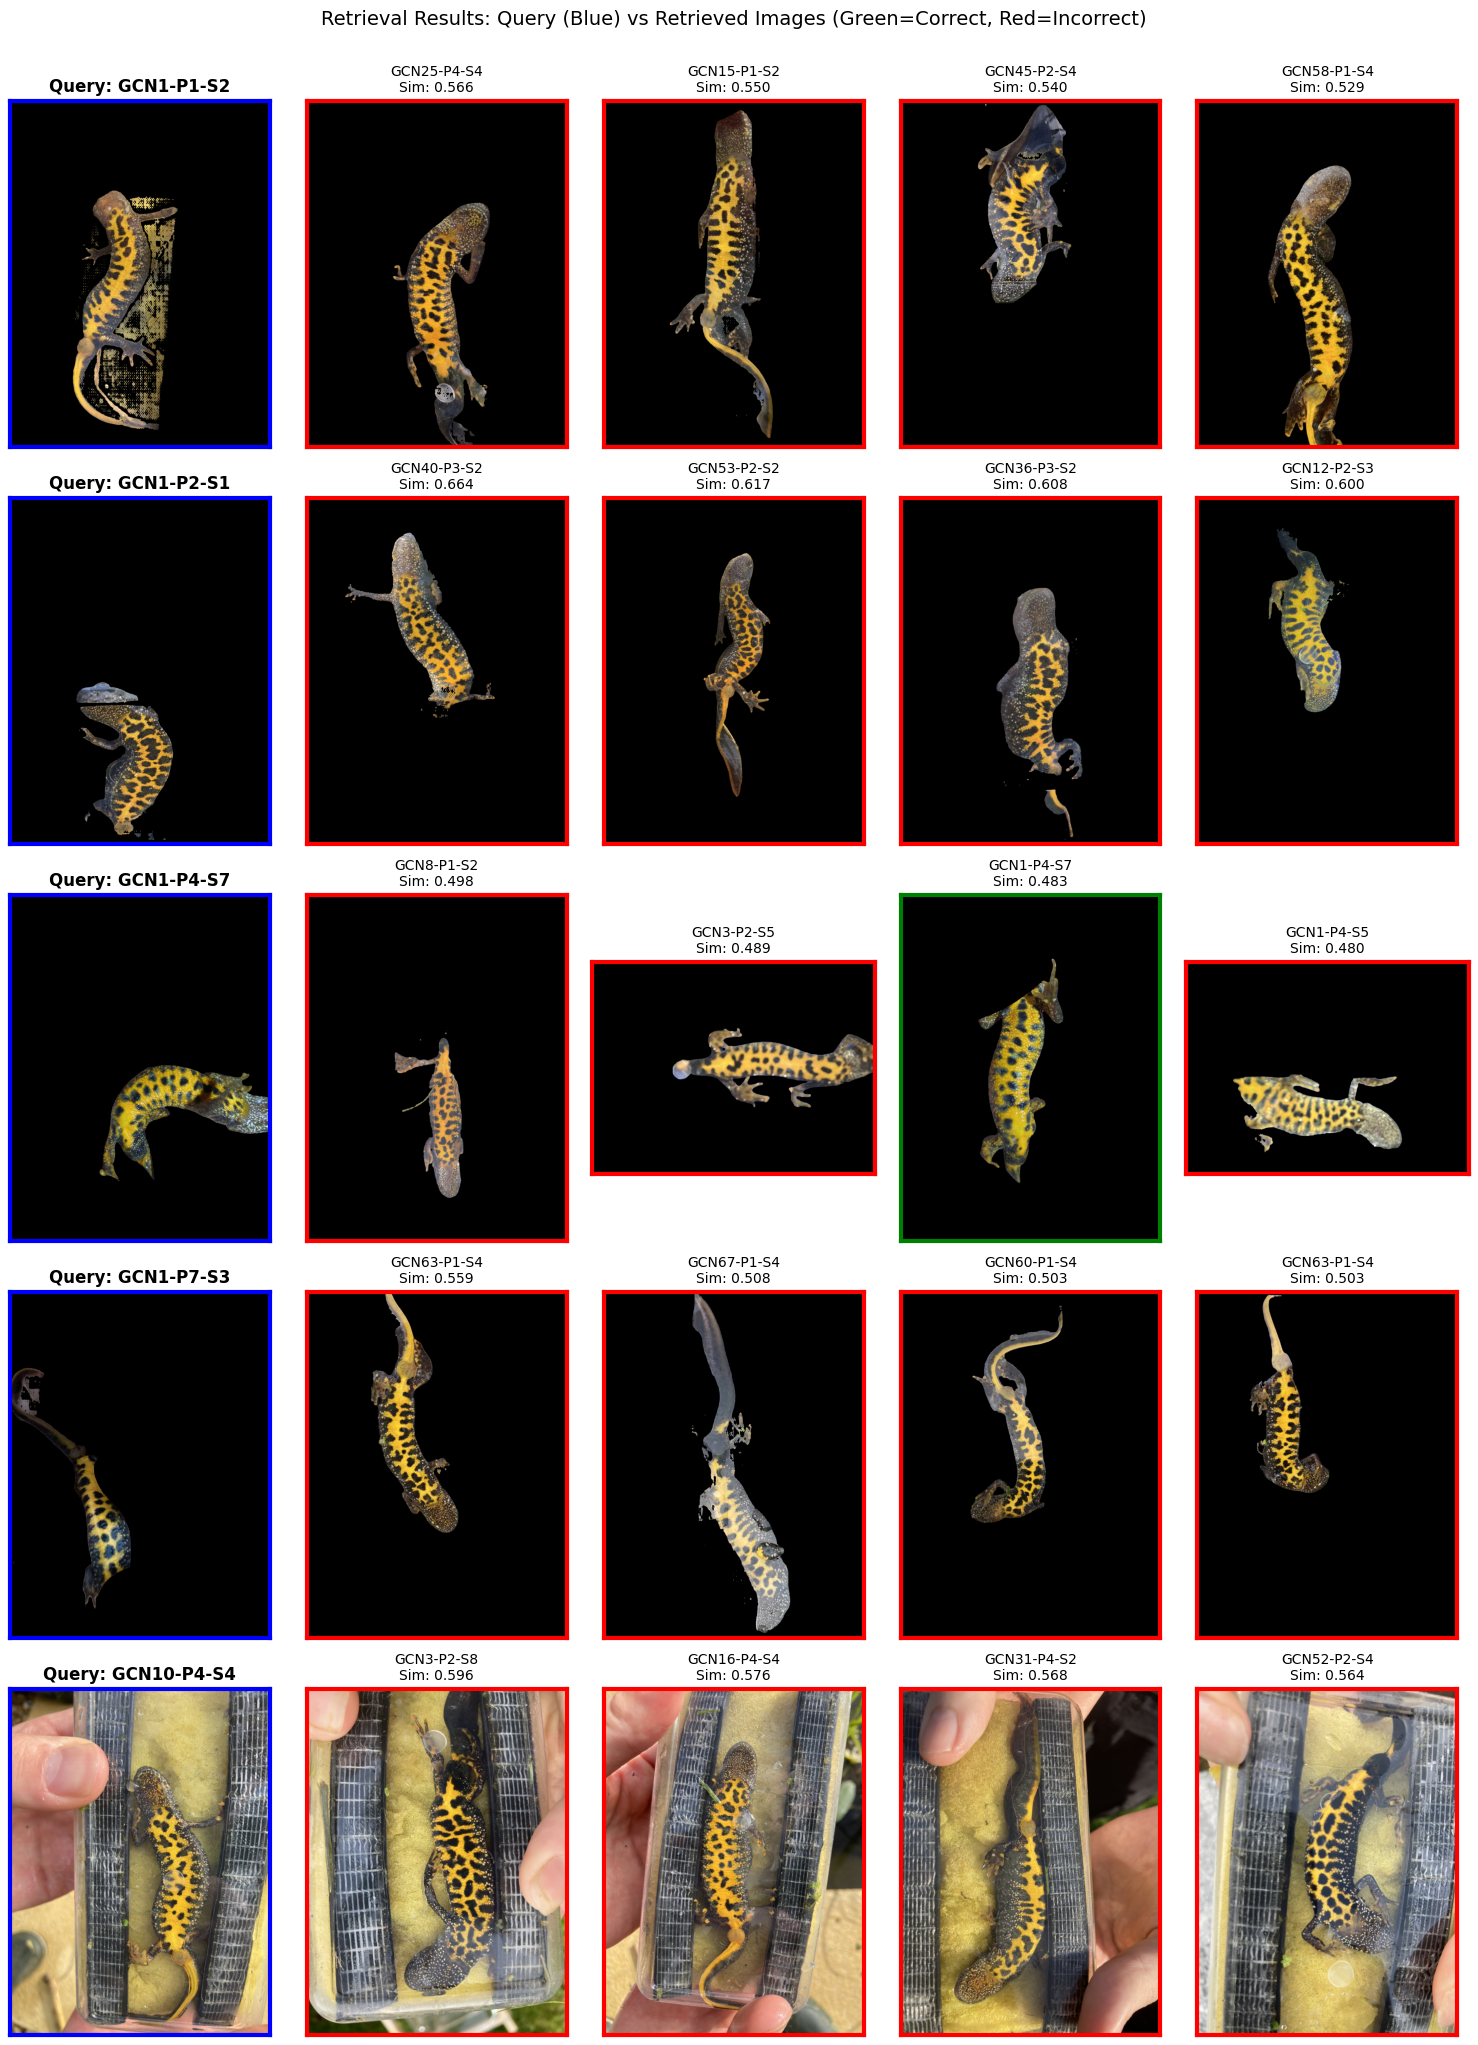 Retrieval Results: Query (Blue) vs Retrieved Images (Green=Correct, Red=Incorrect)
Query: GCN1-P1-S2
GCN25-P4-S4
Sim: 0.566
GCN15-P1-S2
Sim: 0.550
GCN45-P2-S4
Sim: 0.540
GCN58-P1-S4
Sim: 0.529
Query: GCN1-P2-S1
GCN40-P3-S2
Sim: 0.664
GCN53-P2-S2
Sim: 0.617
GCN36-P3-S2
Sim: 0.608
GCN12-P2-S3
Sim: 0.600
Query: GCN1-P4-S7
GCN8-P1-S2
Sim: 0.498
GCN3-P2-S5
Sim: 0.489
GCN1-P4-S7
Sim: 0.483
GCN1-P4-S5
Sim: 0.480
Query: GCN1-P7-S3
GCN63-P1-S4
Sim: 0.559
GCN67-P1-S4
Sim: 0.508
GCN60-P1-S4
Sim: 0.503
GCN63-P1-S4
Sim: 0.503
Query: GCN10-P4-S4
GCN3-P2-S8
Sim: 0.596
GCN16-P4-S4
Sim: 0.576
GCN31-P4-S2
Sim: 0.568
GCN52-P2-S4
Sim: 0.564